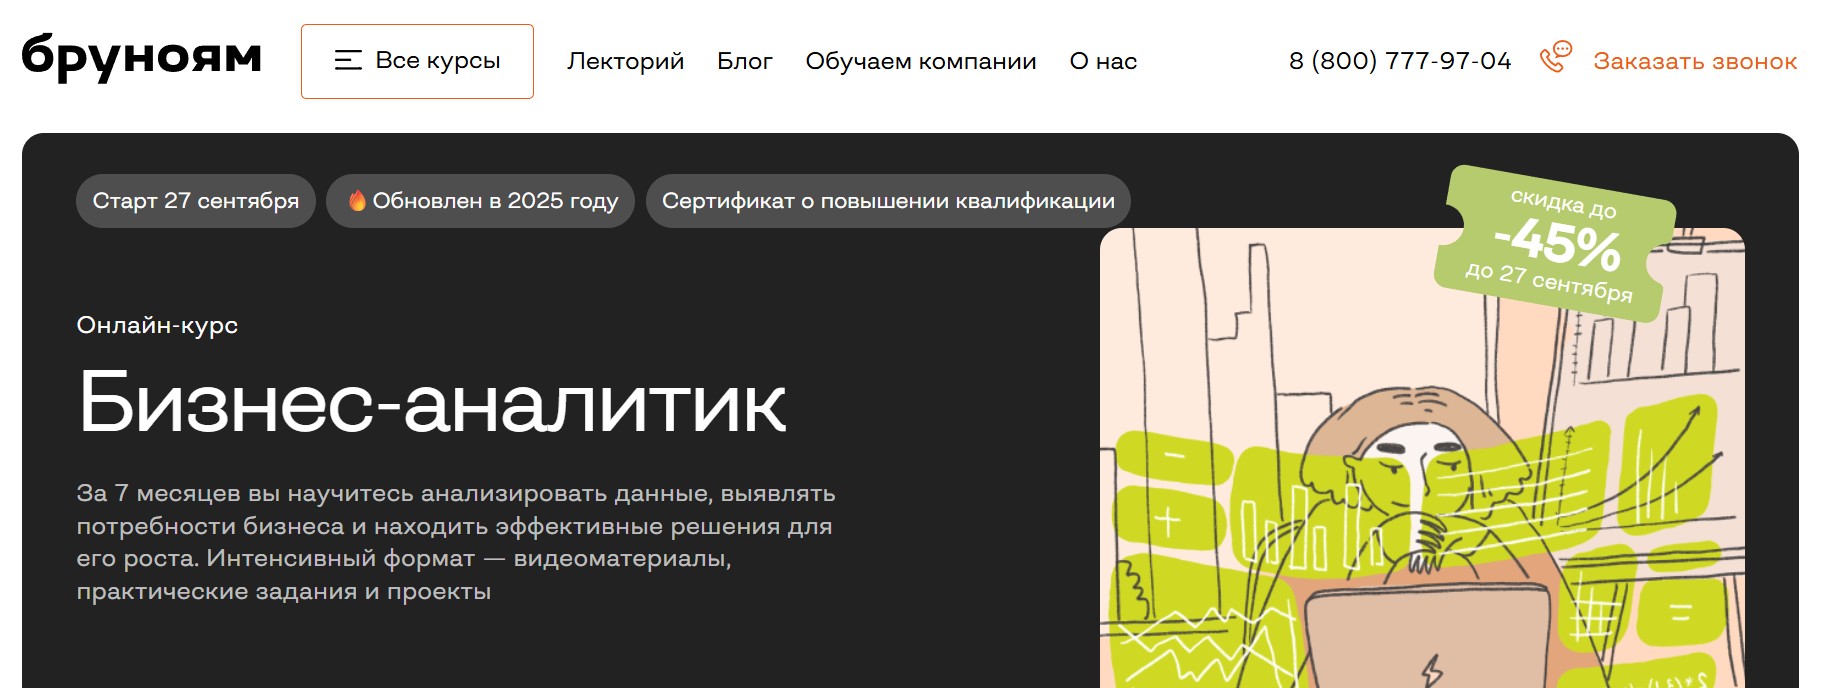 бруноям
Все курсы
Лекторий
Блог
Обучаем компании
О нас
8 (800) 777-97-04
Заказать звонок
Старт 27 сентября
🔥Обновлен в 2025 году
Сертификат о повышении квалификации
скидка до
-45%
до 27 сентября
Онлайн-курс
Бизнес-аналитик
За 7 месяцев вы научитесь анализировать данные, выявлять
потребности бизнеса и находить эффективные решения для
его роста. Интенсивный формат — видеоматериалы,
практические задания и проекты
−
+
=